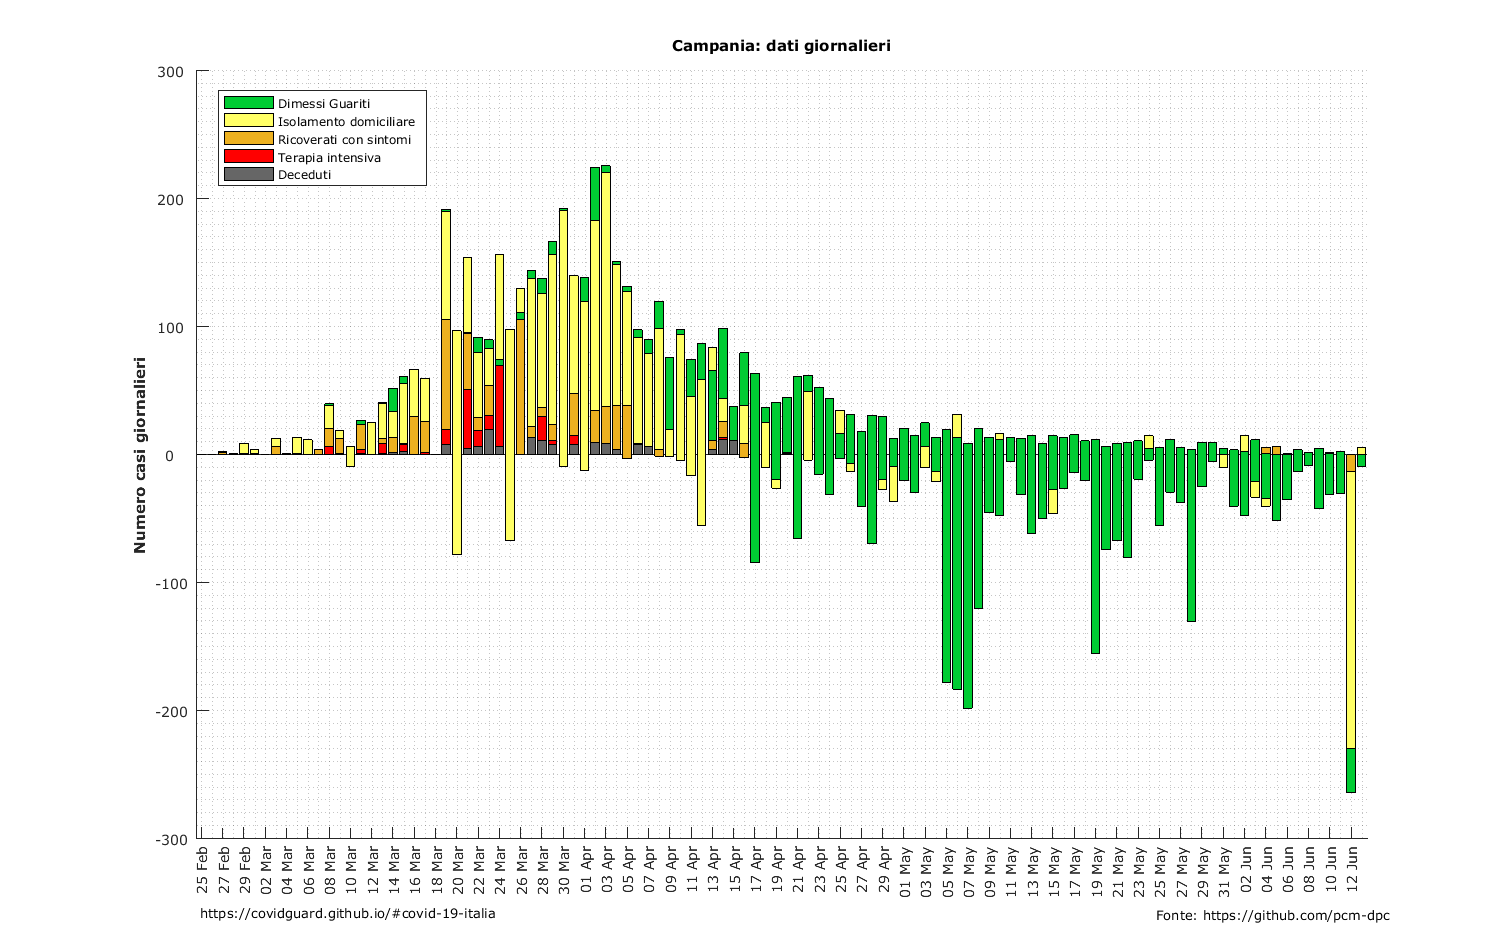 Campania: dati giornalieri
300
200
100
0
-100
-200
-300
Numero casi giornalieri
Dimessi Guariti
Isolamento domiciliare
Ricoverati con sintomi
Terapia intensiva
Deceduti
25 Feb
27 Feb
29 Feb
02 Mar
04 Mar
06 Mar
08 Mar
10 Mar
12 Mar
14 Mar
16 Mar
18 Mar
20 Mar
22 Mar
24 Mar
26 Mar
28 Mar
30 Mar
01 Apr
03 Apr
05 Apr
07 Apr
09 Apr
11 Apr
13 Apr
15 Apr
17 Apr
19 Apr
21 Apr
23 Apr
25 Apr
27 Apr
29 Apr
01 May
03 May
05 May
07 May
09 May
11 May
13 May
15 May
17 May
19 May
21 May
23 May
25 May
27 May
29 May
31 May
02 Jun
04 Jun
06 Jun
08 Jun
10 Jun
12 Jun
https://covidguard.github.io/#covid-19-italia
Fonte: https://github.com/pcm-dpc